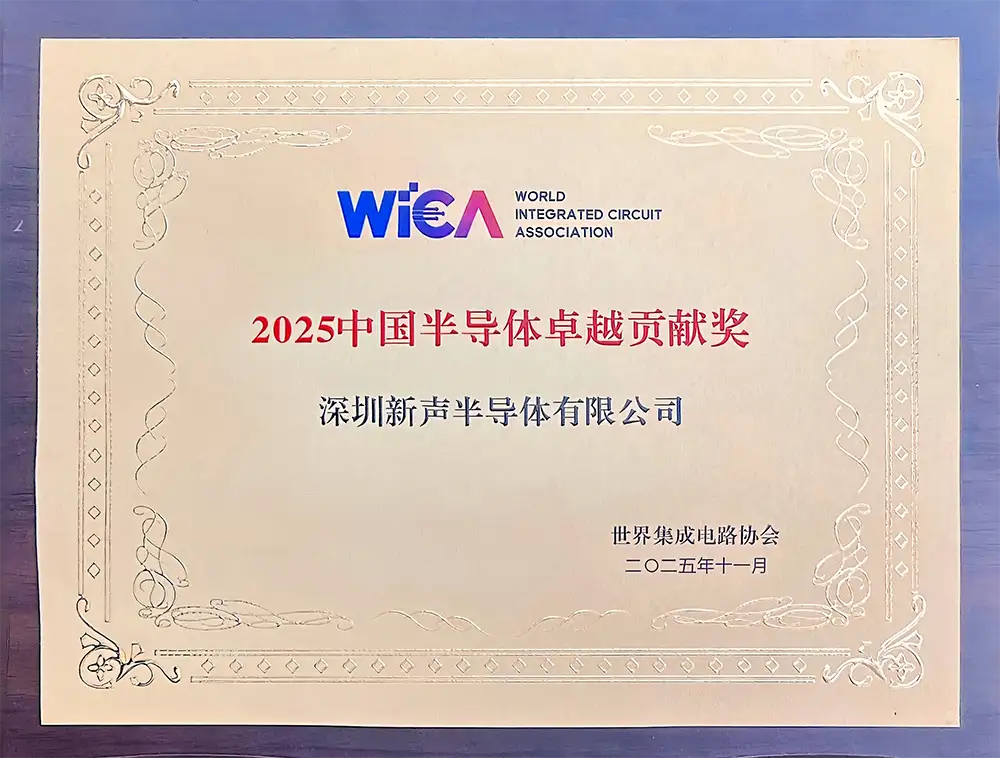 WiCA
WORLD
INTEGRATED CIRCUIT
ASSOCIATION
2025中国半导体卓越贡献奖
深圳新声半导体有限公司
世界集成电路协会
二〇二五年十一月